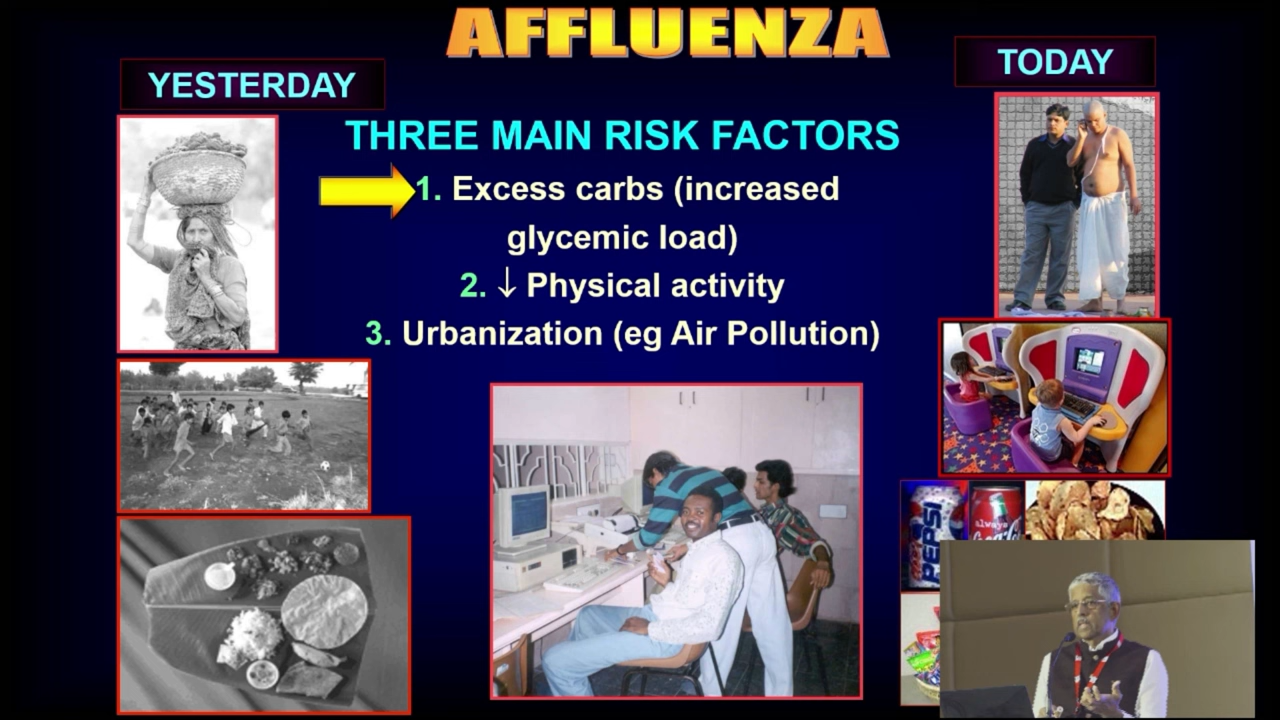 AFFLUENZA
YESTERDAY
TODAY
THREE MAIN RISK FACTORS
1. Excess carbs (increased
glycemic load)
2. ↓ Physical activity
3. Urbanization (eg Air Pollution)
PEPSI
always
Coca-Cola